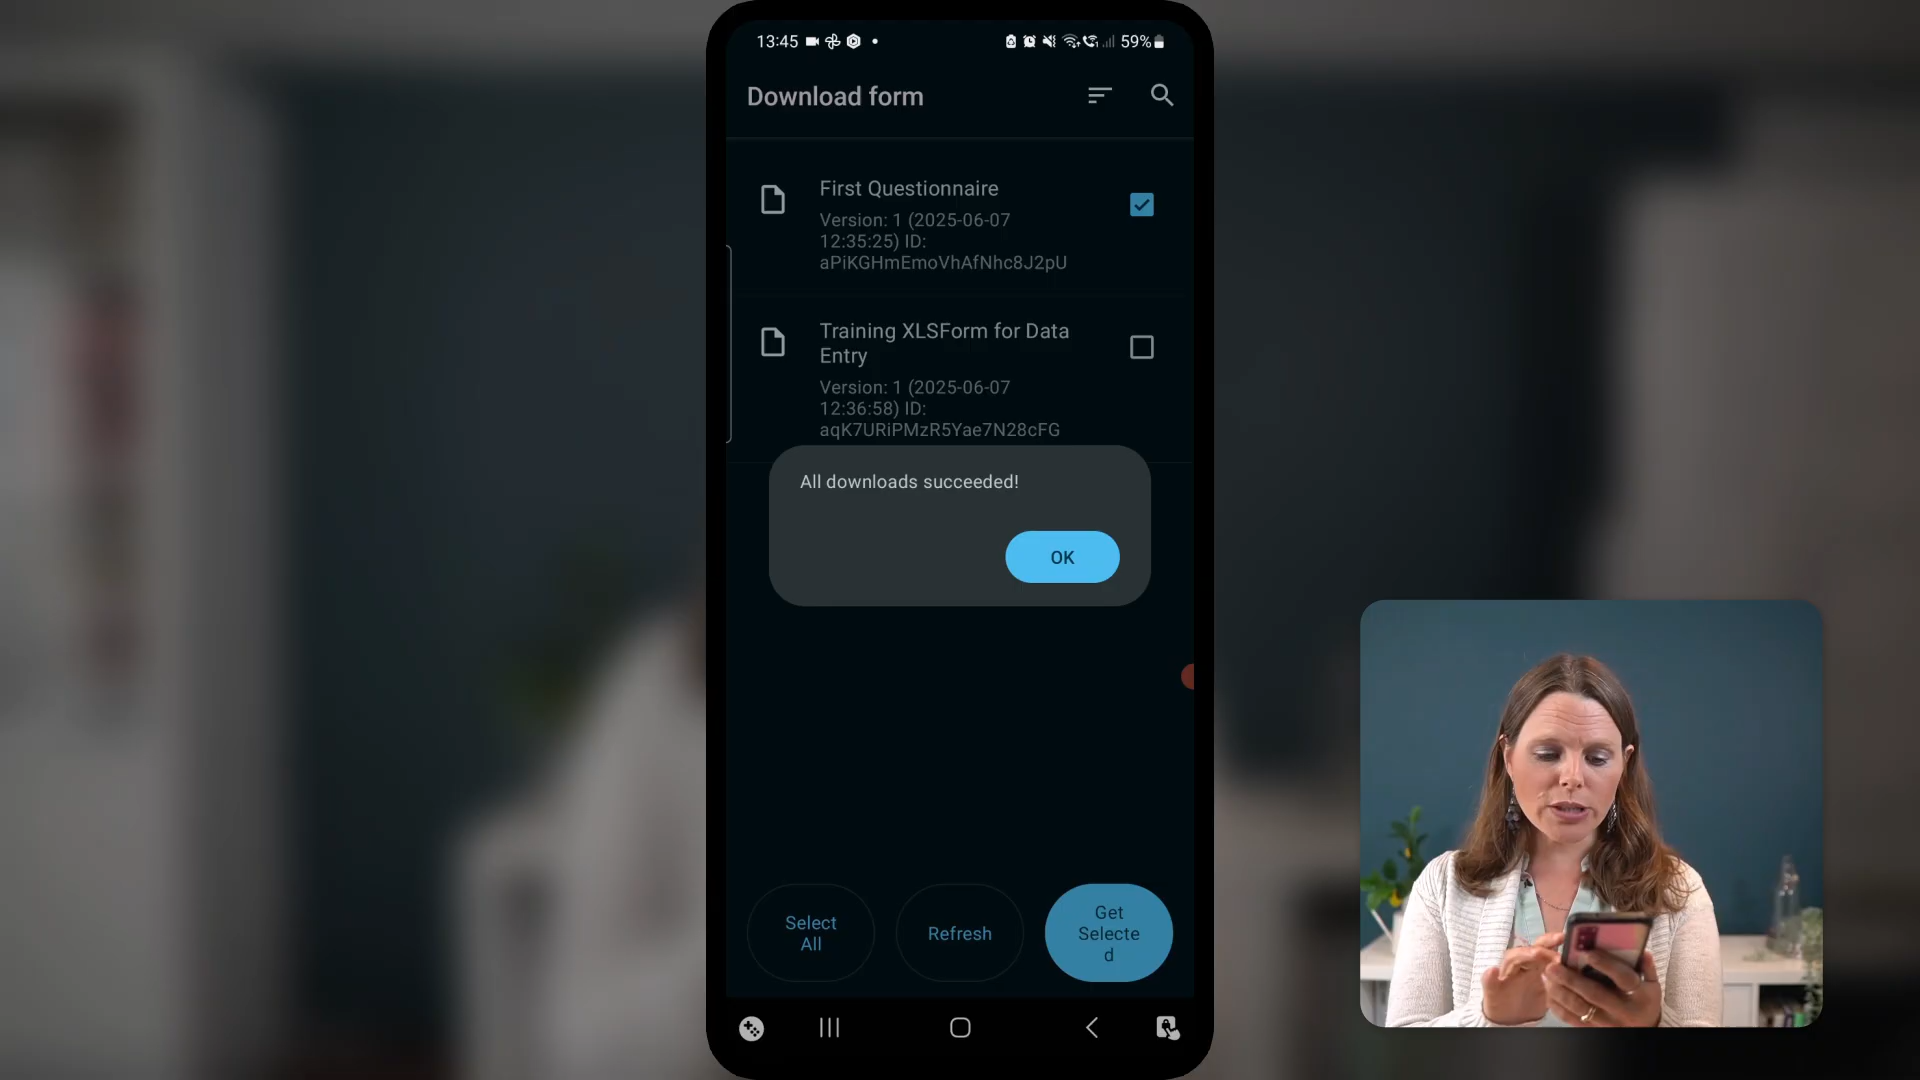 13:45
59%
Download form
First Questionnaire
Version: 1 (2025-06-07
12:35:25) ID:
aPiKGHmEmoVhAfNhc8J2pU
Training XLSForm for Data
Entry
Version: 1 (2025-06-07
12:36:58) ID:
aqK7URiPMzR5Yae7N28cFG
All downloads succeeded!
OK
Select
All
Refresh
Get
Selecte
d